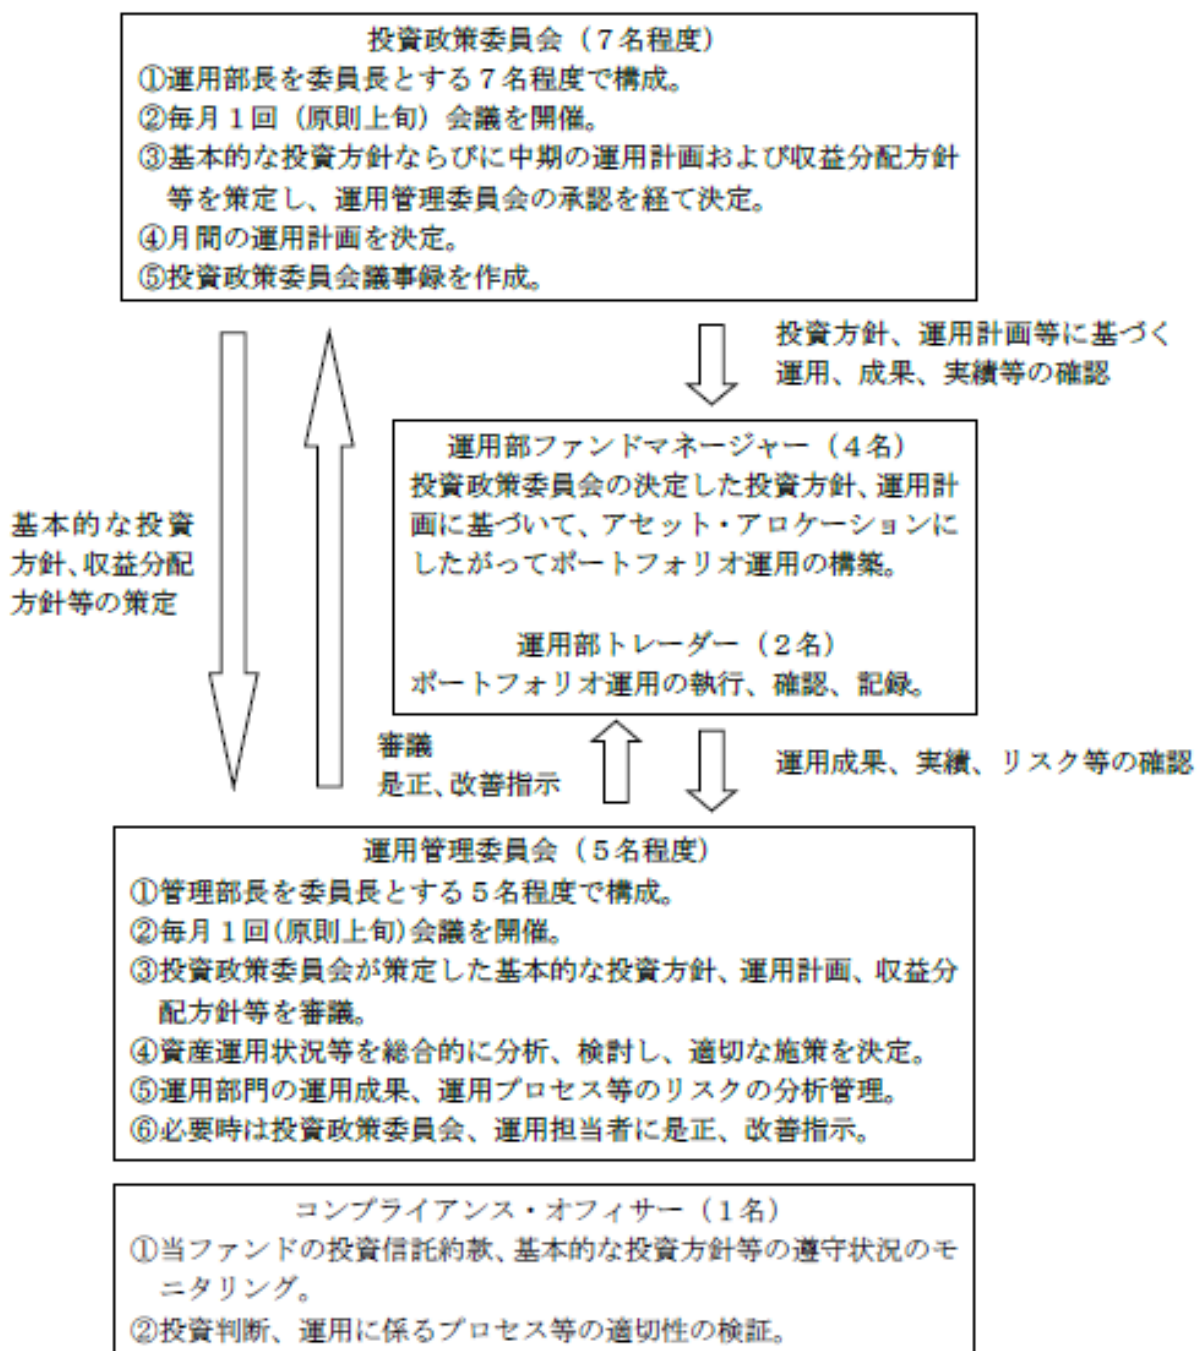 投資政策委員会（７名程度）
①運用部長を委員長とする７名程度で構成。
②毎月１回（原則上旬）会議を開催。
③基本的な投資方針ならびに中期の運用計画および収益分配方針
等を策定し、運用管理委員会の承認を経て決定。
④月間の運用計画を決定。
⑤投資政策委員会議事録を作成。
投資方針、運用計画等に基づく
運用、成果、実績等の確認
運用部ファンドマネージャー（４名）
投資政策委員会の決定した投資方針、運用計
画に基づいて、アセット・アロケーションに
したがってポートフォリオ運用の構築。
運用部トレーダー（２名）
ポートフォリオ運用の執行、確認、記録。
基本的な投資
方針、収益分配
方針等の策定
審議
是正、改善指示
運用成果、実績、リスク等の確認
運用管理委員会（５名程度）
①管理部長を委員長とする５名程度で構成。
②毎月１回(原則上旬)会議を開催。
③投資政策委員会が策定した基本的な投資方針、運用計画、収益分
配方針等を審議。
④資産運用状況等を総合的に分析、検討し、適切な施策を決定。
⑤運用部門の運用成果、運用プロセス等のリスクの分析管理。
⑥必要時は投資政策委員会、運用担当者に是正、改善指示。
コンプライアンス・オフィサー（１名）
①当ファンドの投資信託約款、基本的な投資方針等の遵守状況のモ
ニタリング。
②投資判断、運用に係るプロセス等の適切性の検証。